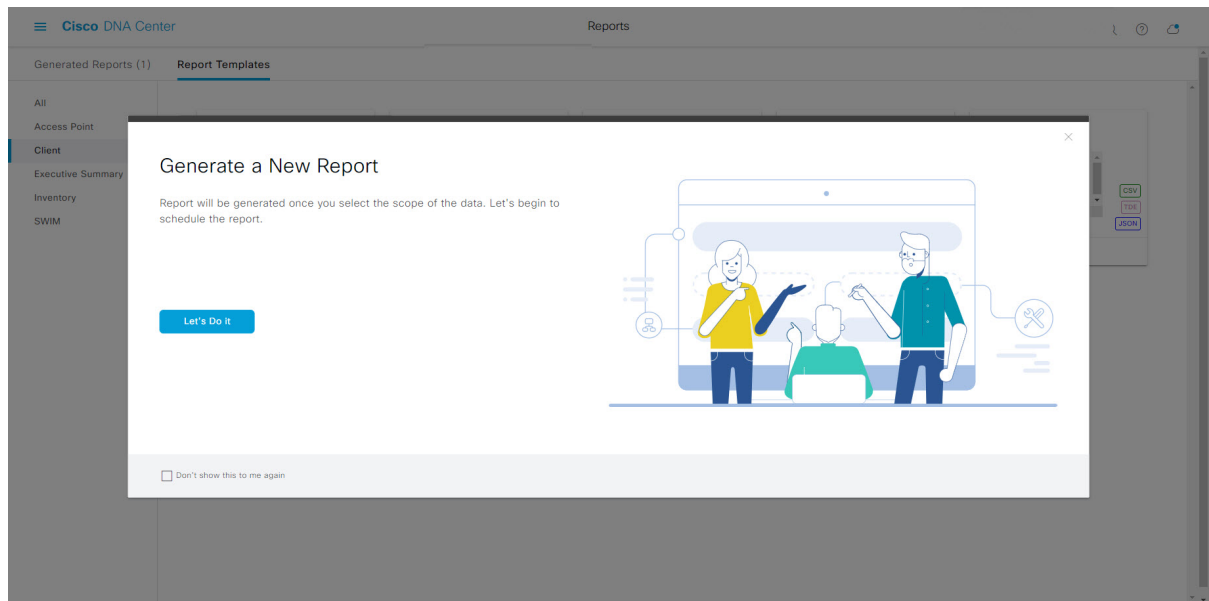 Cisco DNA Center
Reports
Generated Reports (1)
Report Templates
All
Access Point
Client
Executive Summary
Inventory
SWIM
Generate a New Report
Report will be generated once you select the scope of the data. Let's begin to
schedule the report.
Let's Do it
Don't show this to me again
CSV
TDE
JSON